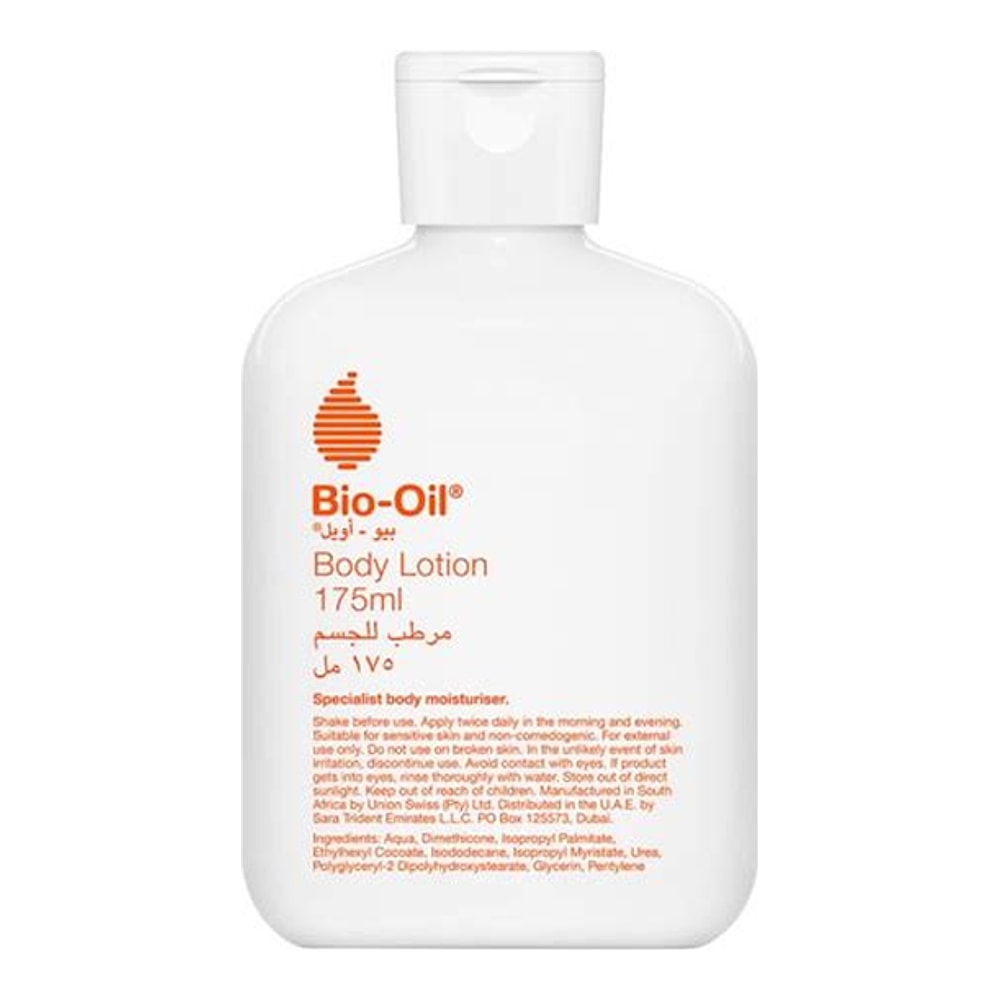 Bio-Oil®
بيو - أويل®
Body Lotion
175ml
مرطب للجسم
١٧٥ مل
Specialist body moisturiser.
Shake before use. Apply twice daily in the morning and evening.
Suitable for sensitive skin and non-comedogenic. For external
use only. Do not use on broken skin. In the unlikely event of skin
irritation, discontinue use. Avoid contact with eyes. If product
gets into eyes, rinse thoroughly with water. Store out of direct
sunlight. Keep out of reach of children. Manufactured in South
Africa by Union Swiss (Pty) Ltd. Distributed in the U.A.E. by
Sara Trident Emirates L.L.C. PO Box 125573, Dubai.
Ingredients: Aqua, Dimethicone, Isopropyl Palmitate,
Ethylhexyl Cocoate, Isododecane, Isopropyl Myristate, Urea,
Polyglyceryl-2 Dipolyhydroxystearate, Glycerin, Pentylene